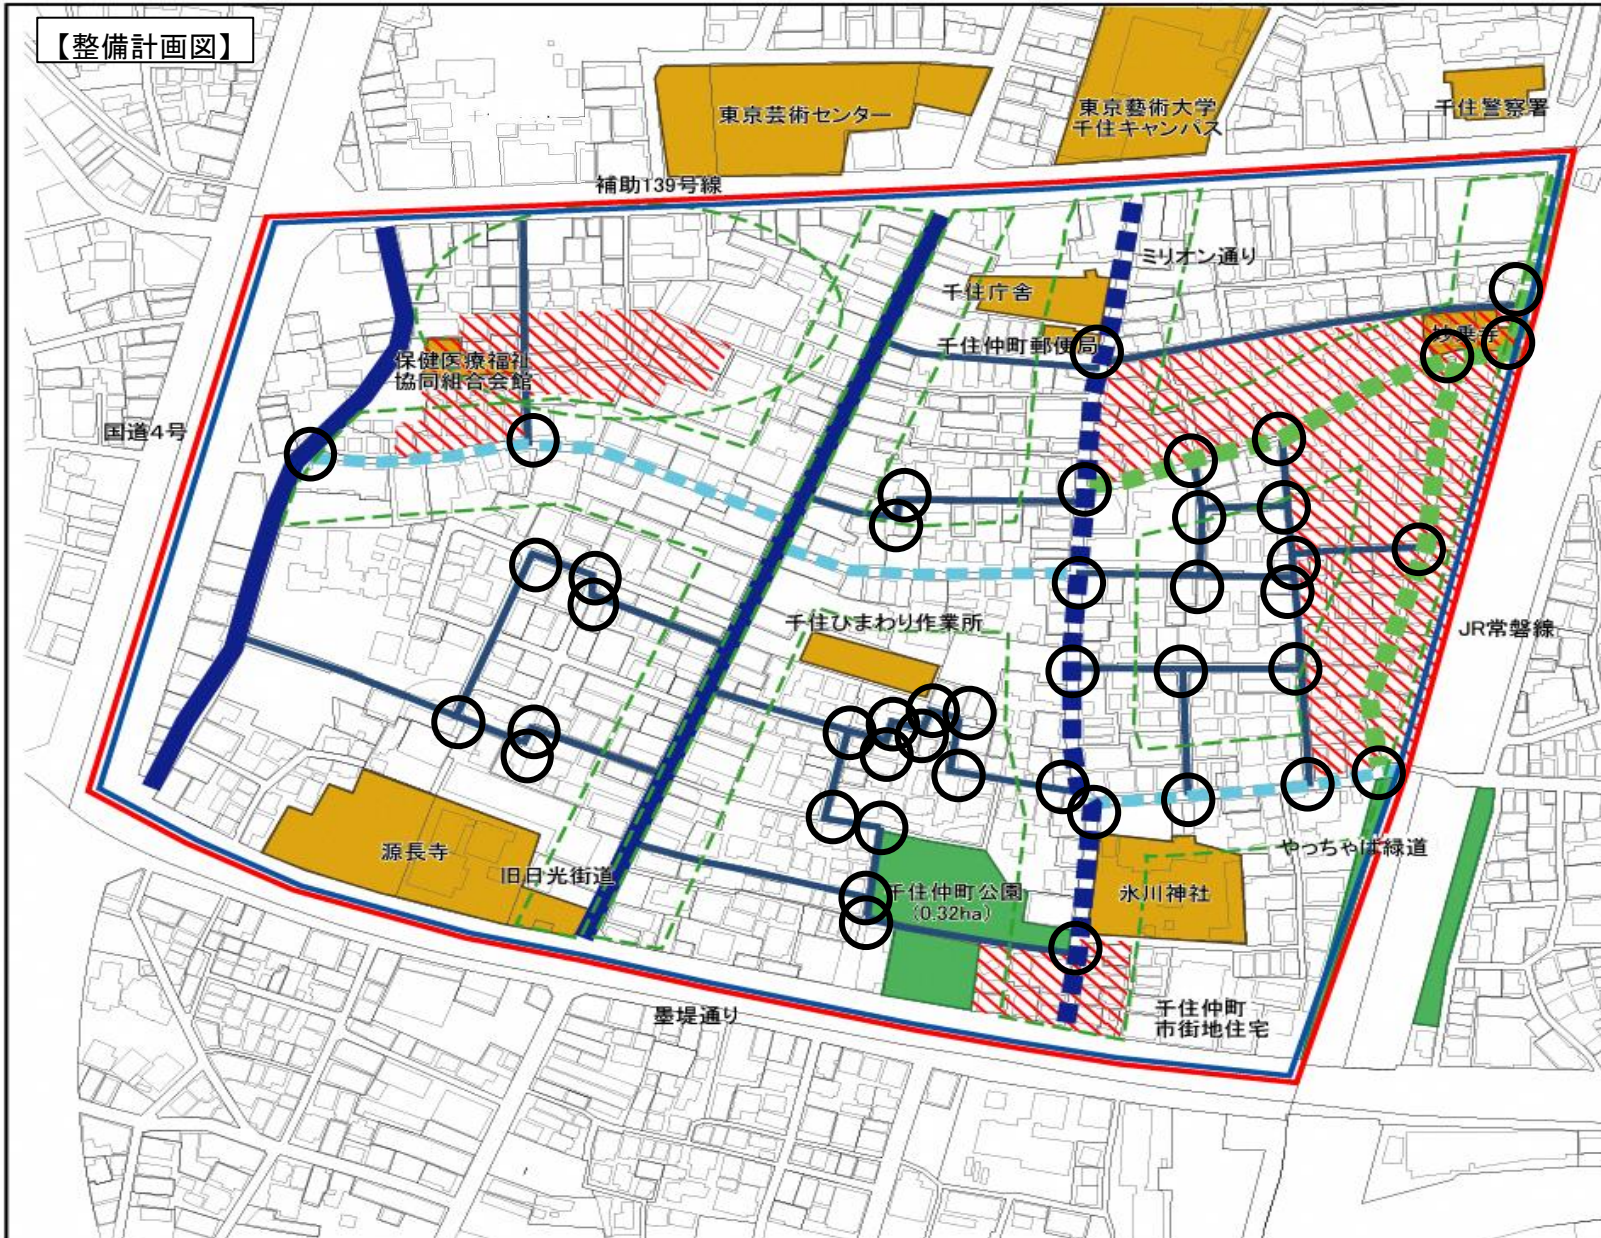 【整備計画図】
東京芸術センター
東京藝術大学
千住キャンパス
千住警察署
補助139号線
ミリオン通り
千住庁舎
千住仲町郵便局
妙乗寺
保健医療福祉
協同組合会館
国道4号
千住ひまわり作業所
JR常磐線
源長寺
旧日光街道
千住仲町公園
(0.32ha)
氷川神社
やっちゃば緑道
墨堤通り
千住仲町
市街地住宅